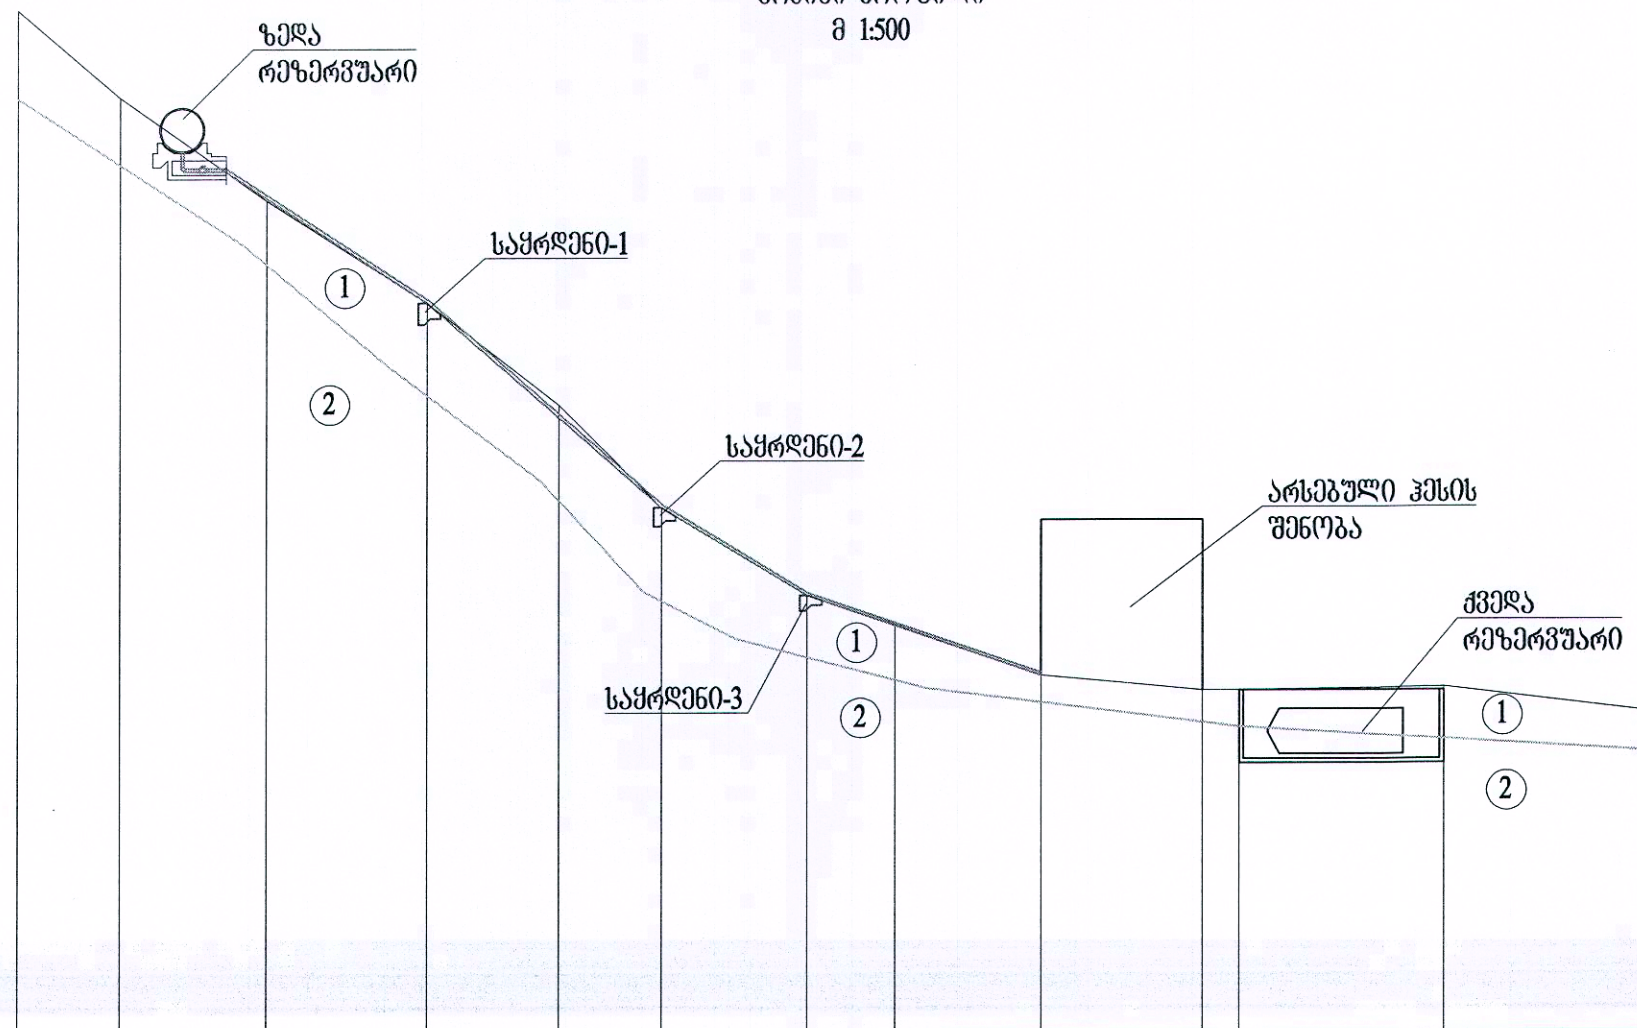 მ 1:500
ზედა
რეზერვუარი
საყრდენი-1
1
2
საყრდენი-2
არსებული ჰესის
შენობა
ქვედა
რეზერვუარი
1
საყრდენი-3
2
1
2